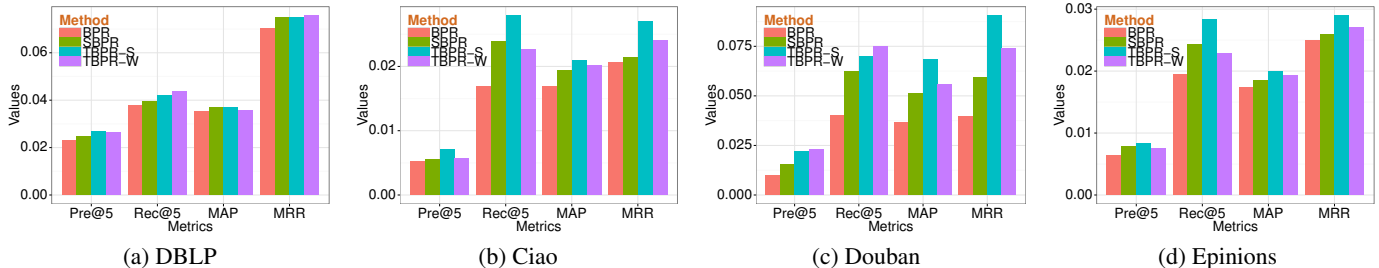 Method
BPR
SBPR
TBPR-S
TBPR-W
Values
0.06
0.04
0.02
0.00
Pre@5 Rec@5 MAP MRR
Metrics
(a) DBLP
Method
BPR
SBPR
TBPR-S
TBPR-W
Values
0.02
0.01
0.00
Pre@5 Rec@5 MAP MRR
Metrics
(b) Ciao
Method
BPR
SBPR
TBPR-S
TBPR-W
Values
0.075
0.050
0.025
0.000
Pre@5 Rec@5 MAP MRR
Metrics
(c) Douban
Method
BPR
SBPR
TBPR-S
TBPR-W
Values
0.03
0.02
0.01
0.00
Pre@5 Rec@5 MAP MRR
Metrics
(d) Epinions